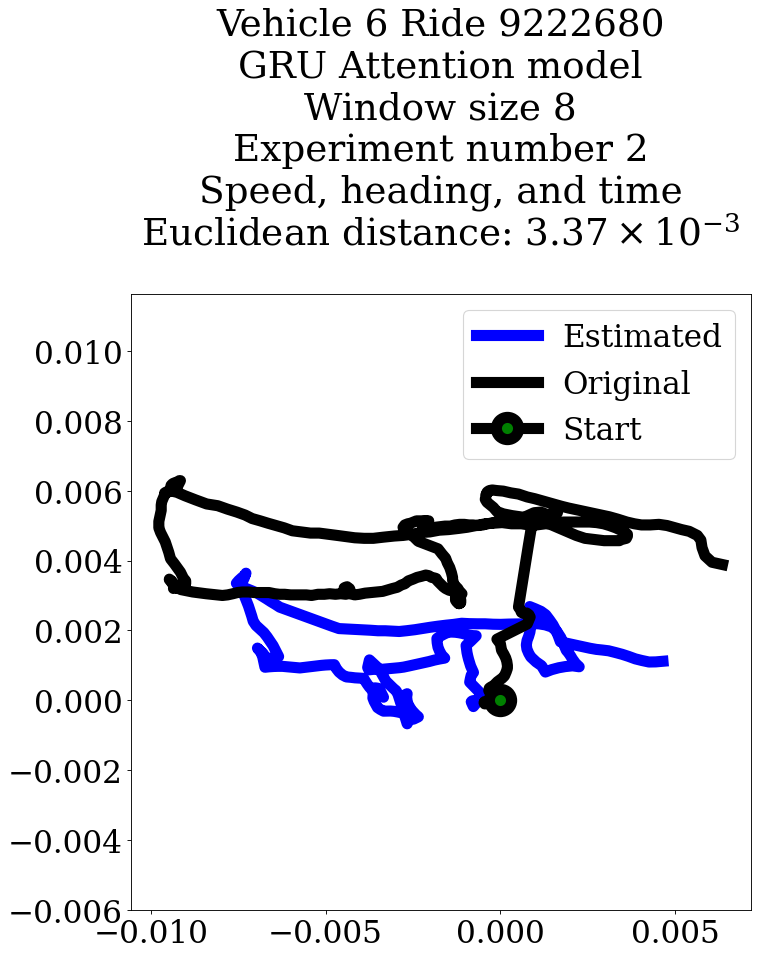 Vehicle 6 Ride 9222680
GRU Attention model
Window size 8
Experiment number 2
Speed, heading, and time
Euclidean distance: 3.37 × 10⁻³
Estimated
Original
Start
0.010
0.008
0.006
0.004
0.002
0.000
−0.002
−0.004
−0.006
−0.010
−0.005
0.000
0.005